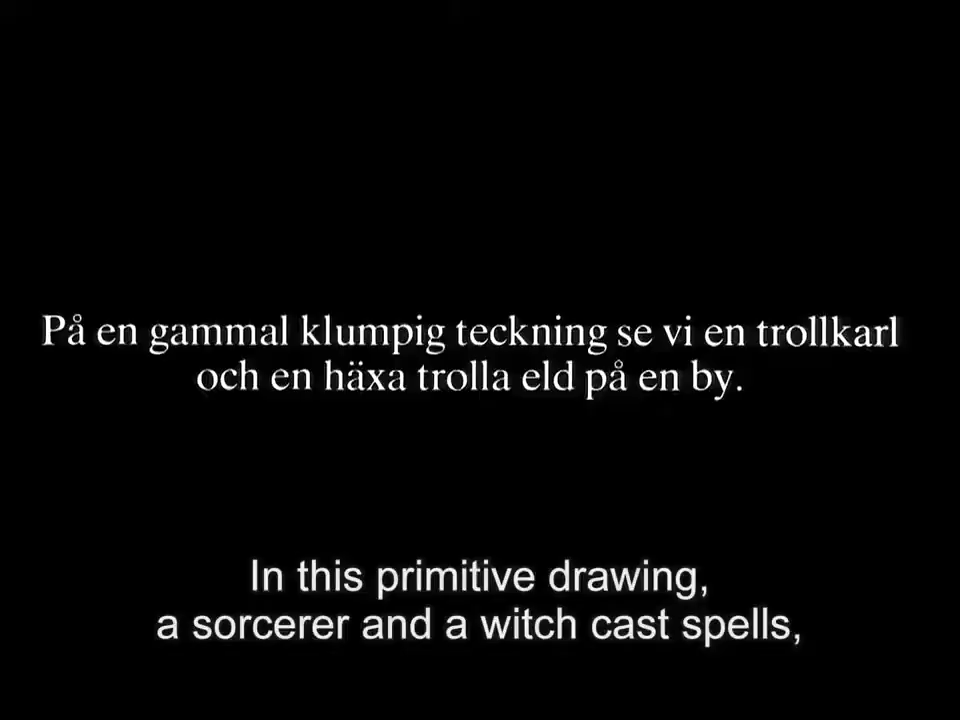 På en gammal klumpig teckning se vi en trollkarl
och en häxa trolla eld på en by.
In this primitive drawing,
a sorcerer and a witch cast spells,